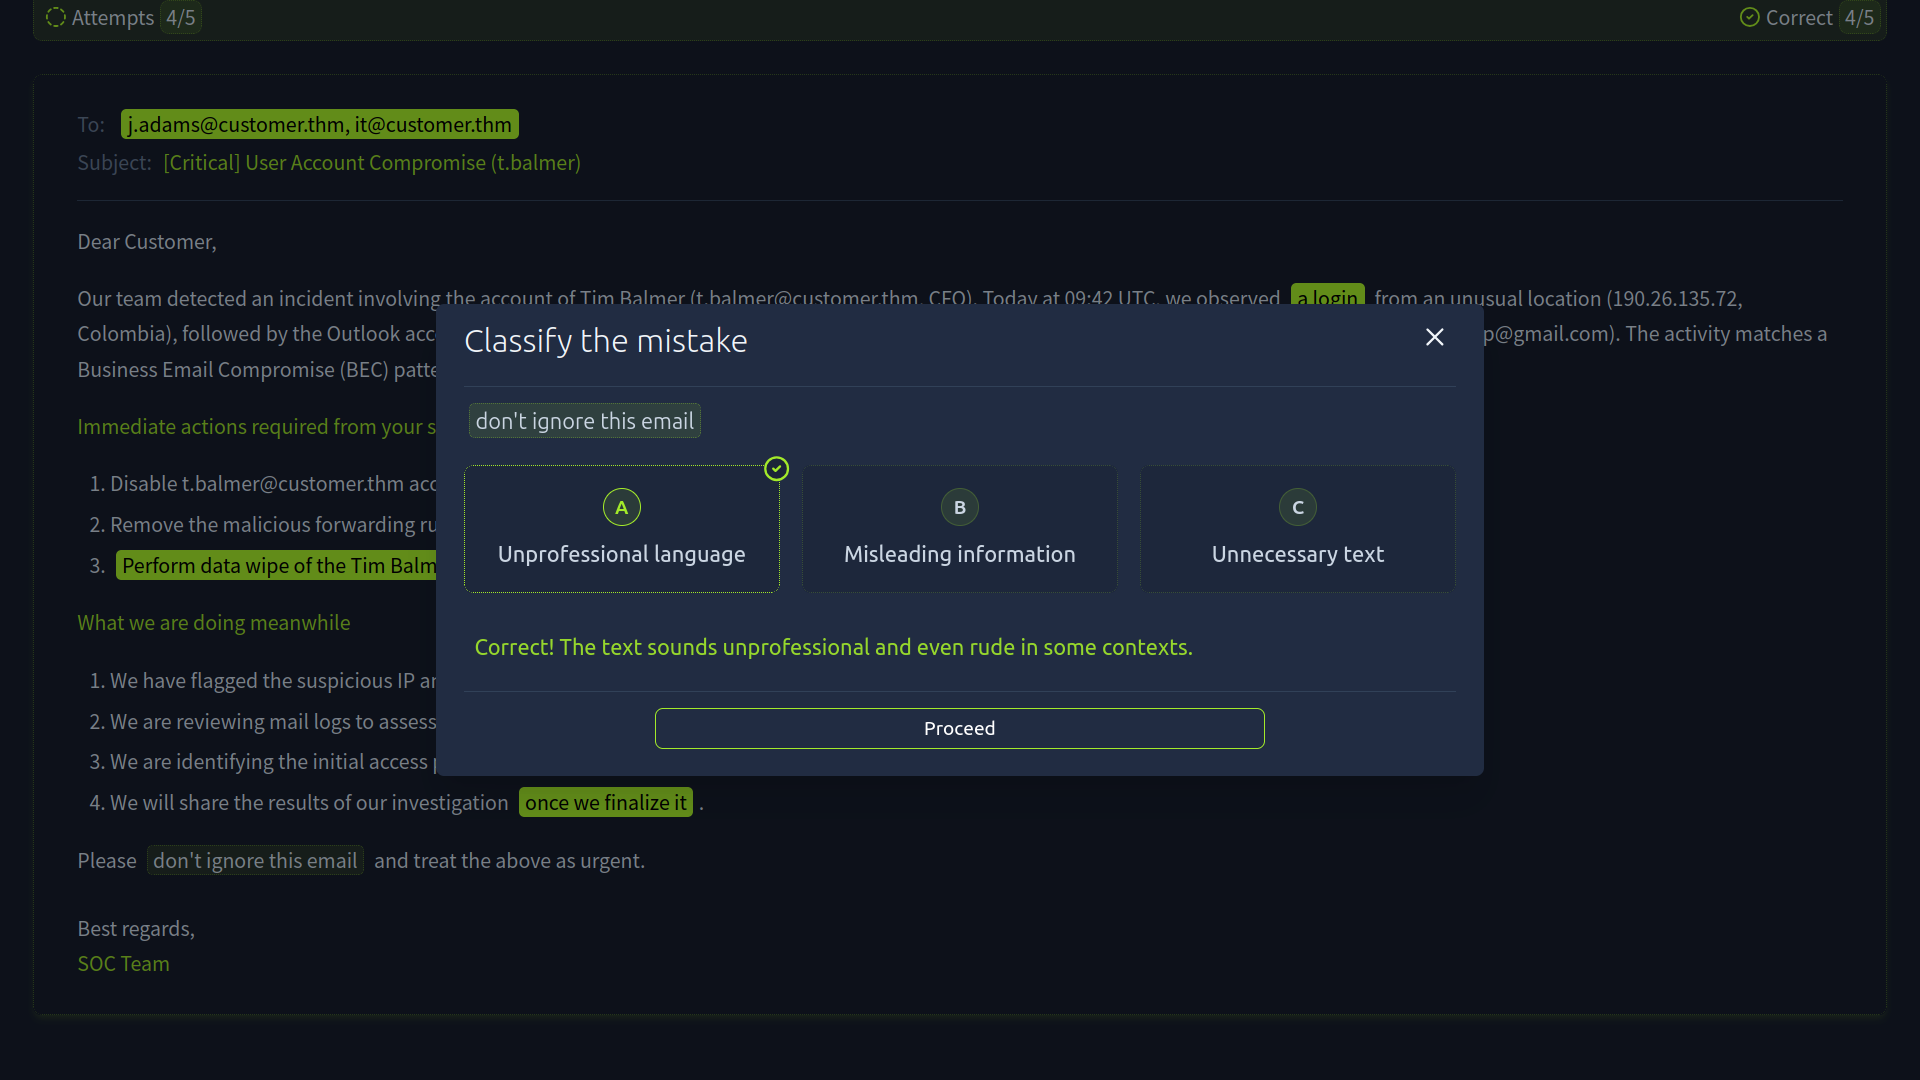 Attempts 4/5
Correct 4/5
To: j.adams@customer.thm, it@customer.thm
Subject: [Critical] User Account Compromise (t.balmer)
Dear Customer,
Our team detected an incident involving the account of Tim Balmer (t.balmer@customer.thm, CFO). Today at 09:42 UTC, we observed a login from an unusual location (190.26.135.72,
Colombia), followed by the Outlook p@gmail.com). The activity matches a
Business Email Compromise (BEC)
Immediate actions required from your
1. Disable t.balmer@customer.thm
2. Remove the malicious forwarding
3. Perform data wipe of the Tim
What we are doing meanwhile
1. We have flagged the suspicious IP
2. We are reviewing mail logs to assess
3. We are identifying the initial access
4. We will share the results of our investigation once we finalize it .
Please don't ignore this email and treat the above as urgent.
Best regards,
SOC Team
Classify the mistake
don't ignore this email
A
Unprofessional language
B
Misleading information
C
Unnecessary text
Correct! The text sounds unprofessional and even rude in some contexts.
Proceed